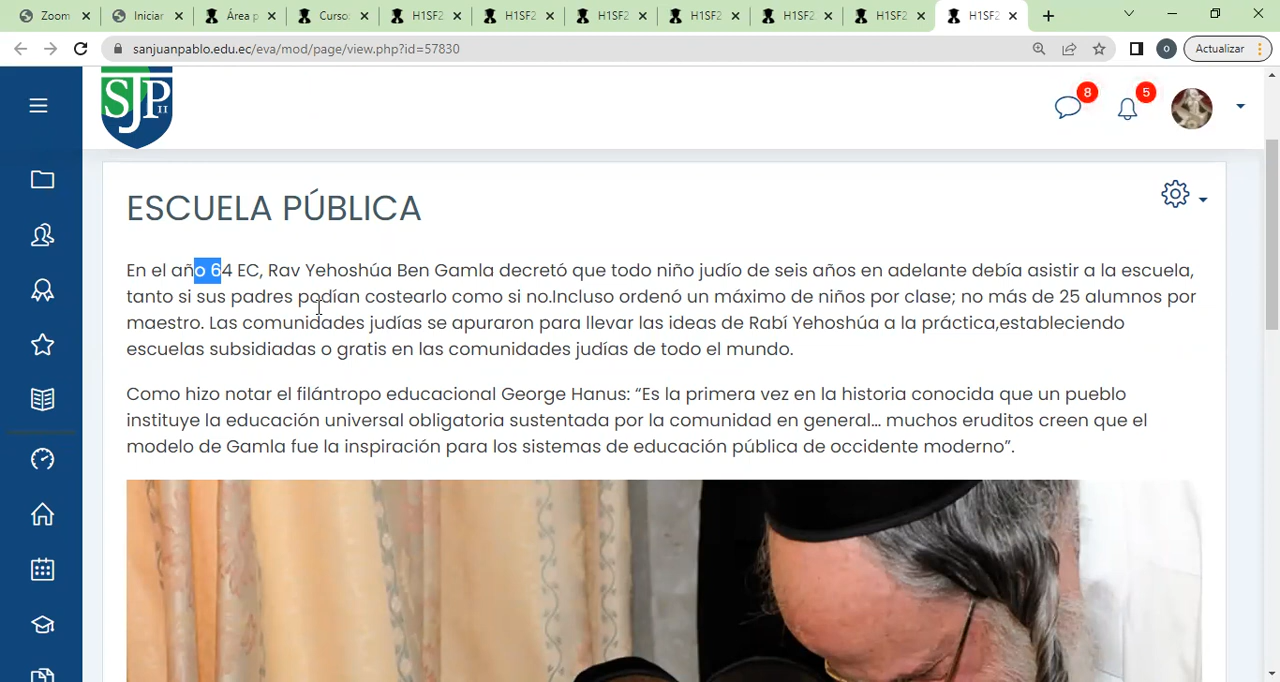 Zoom
Iniciar
Área p
Curso:
H1SF2
H1SF2
H1SF2
H1SF2
H1SF2
H1SF2
H1SF2
sanjuanpablo.edu.ec/eva/mod/page/view.php?id=57830
o
Actualizar
SJP II
8
5
ESCUELA PÚBLICA
En el año 64 EC, Rav Yehoshúa Ben Gamla decretó que todo niño judío de seis años en adelante debía asistir a la escuela,
tanto si sus padres podían costearlo como si no.Incluso ordenó un máximo de niños por clase; no más de 25 alumnos por
maestro. Las comunidades judías se apuraron para llevar las ideas de Rabí Yehoshúa a la práctica,estableciendo
escuelas subsidiadas o gratis en las comunidades judías de todo el mundo.
Como hizo notar el filántropo educacional George Hanus: “Es la primera vez en la historia conocida que un pueblo
instituye la educación universal obligatoria sustentada por la comunidad en general… muchos eruditos creen que el
modelo de Gamla fue la inspiración para los sistemas de educación pública de occidente moderno”.